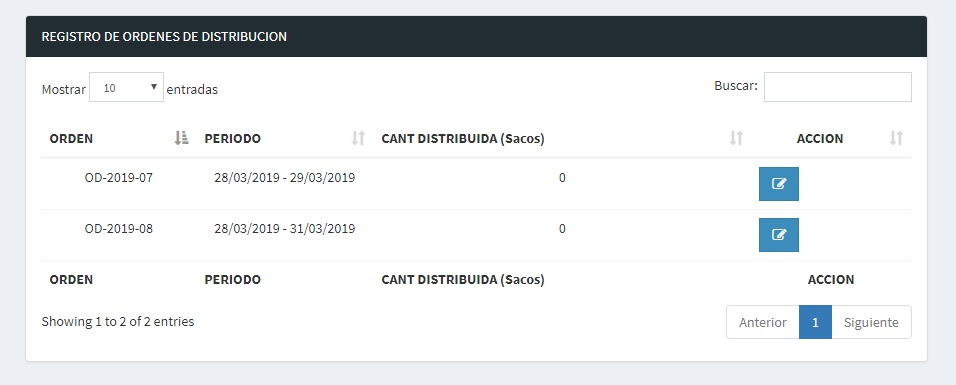 REGISTRO DE ORDENES DE DISTRIBUCION
Mostrar 10 entradas Buscar:
ORDEN PERIODO CANT DISTRIBUIDA (Sacos) ACCION
OD-2019-07 28/03/2019 - 29/03/2019 0
OD-2019-08 28/03/2019 - 31/03/2019 0
ORDEN PERIODO CANT DISTRIBUIDA (Sacos) ACCION
Showing 1 to 2 of 2 entries Anterior 1 Siguiente